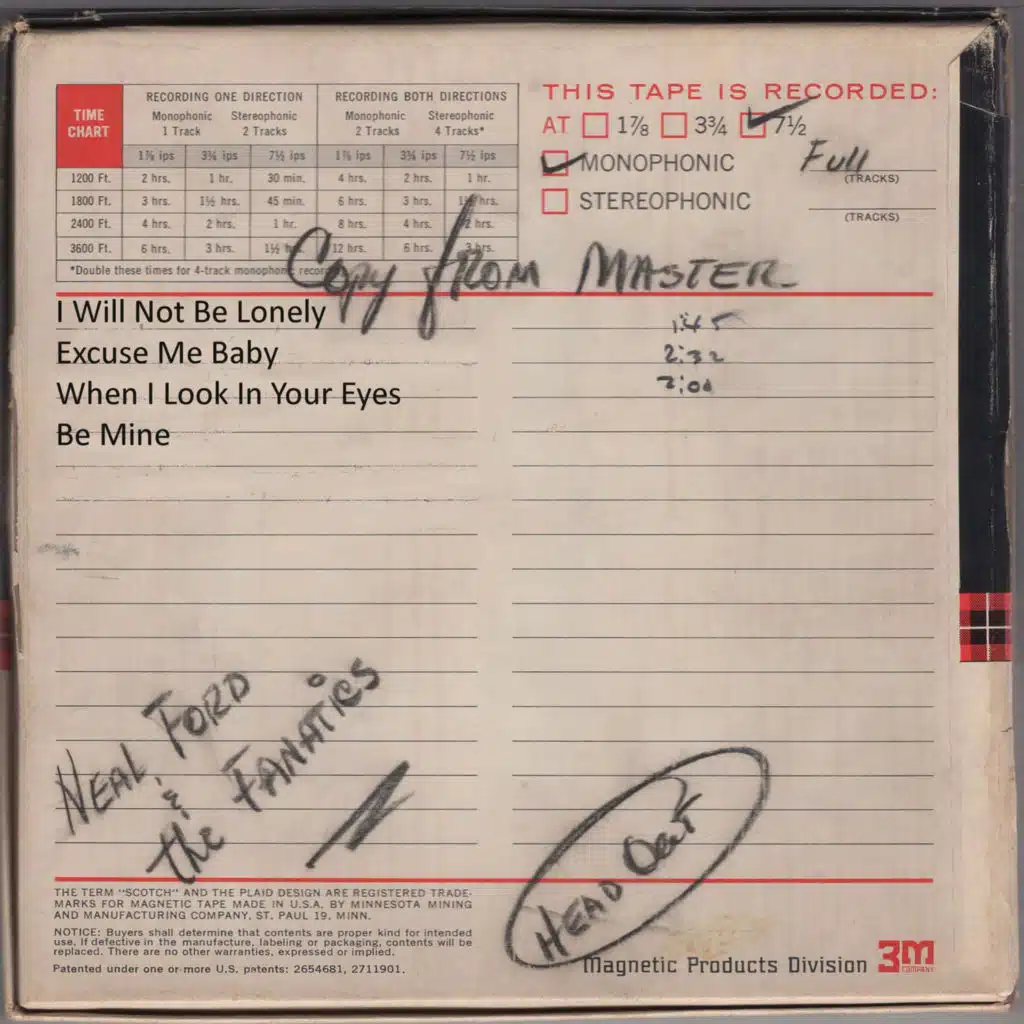 TIME CHART
RECORDING ONE DIRECTION
RECORDING BOTH DIRECTIONS
Monophonic 1 Track
Stereophonic 2 Tracks
Monophonic 2 Tracks
Stereophonic 4 Tracks*
1⅞ ips 3¾ ips 7½ ips 1⅞ ips 3¾ ips 7½ ips
1200 Ft. 2 hrs. 1 hr. 30 min. 4 hrs. 2 hrs. 1 hr.
1800 Ft. 3 hrs. 1½ hrs. 45 min. 6 hrs. 3 hrs. 1½ hrs.
2400 Ft. 4 hrs. 2 hrs. 1 hr. 8 hrs. 4 hrs. 2 hrs.
3600 Ft. 6 hrs. 3 hrs. 1½ hrs. 12 hrs. 6 hrs. 3 hrs.
*Double these times for 4-track monophonic
THIS TAPE IS RECORDED:
AT 1⅞ 3¾ 7½
MONOPHONIC Full
(TRACKS)
STEREOPHONIC
(TRACKS)
Copy from MASTER
I Will Not Be Lonely
Excuse Me Baby 2:32
When I Look In Your Eyes
Be Mine
NEAL FORD
&
the FANATICS
HEAD OUT
THE TERM "SCOTCH" AND THE PLAID DESIGN ARE REGISTERED TRADE-
MARKS FOR MAGNETIC TAPE MADE IN U.S.A. BY MINNESOTA MINING
AND MANUFACTURING COMPANY, ST. PAUL 19, MINN.
NOTICE: Buyers shall determine that contents are proper kind for intended
use. If defective in the manufacture, labeling or packaging, contents will be
replaced. There are no other warranties, expressed or implied.
Patented under one or more U.S. patents: 2654681, 2711901.
Magnetic Products Division 3M
COMPANY